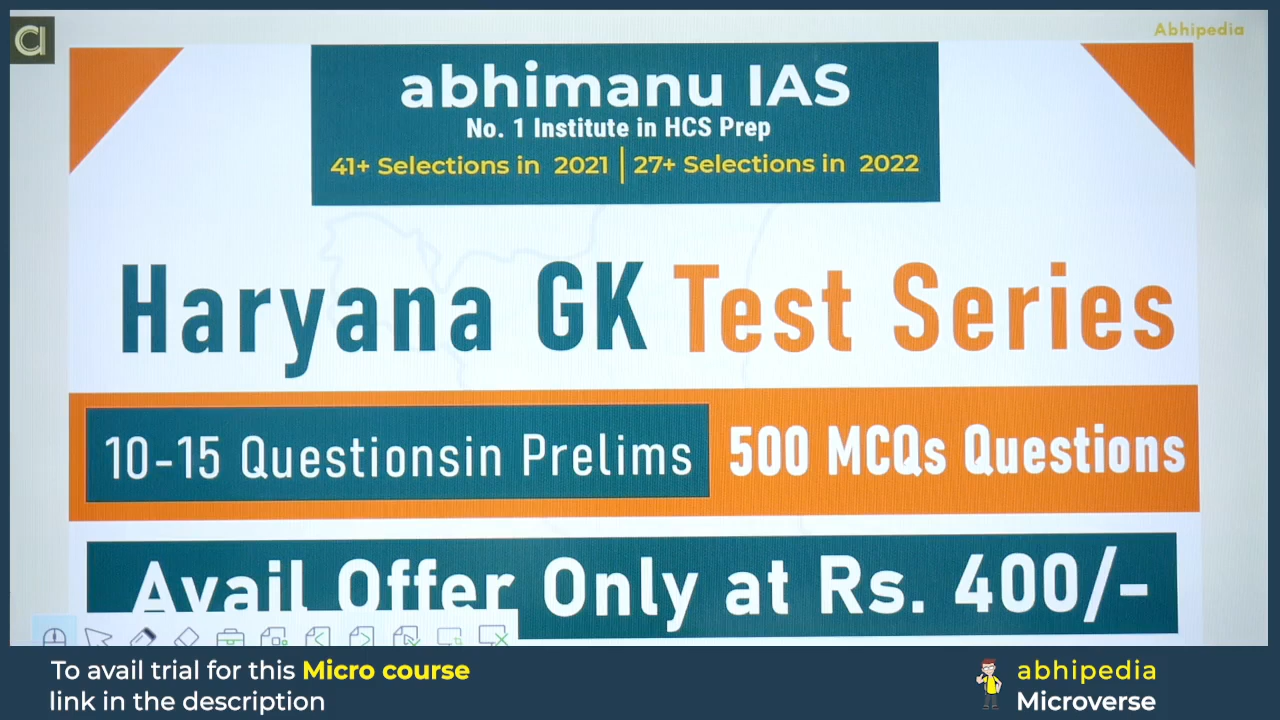 Abhipedia
abhimanu IAS
No. 1 Institute in HCS Prep
41+ Selections in 2021 | 27+ Selections in 2022
Haryana GK Test Series
10-15 Questionsin Prelims
500 MCQs Questions
Avail Offer Only at Rs. 400/-
To avail trial for this Micro course
link in the description
abhipedia
Microverse